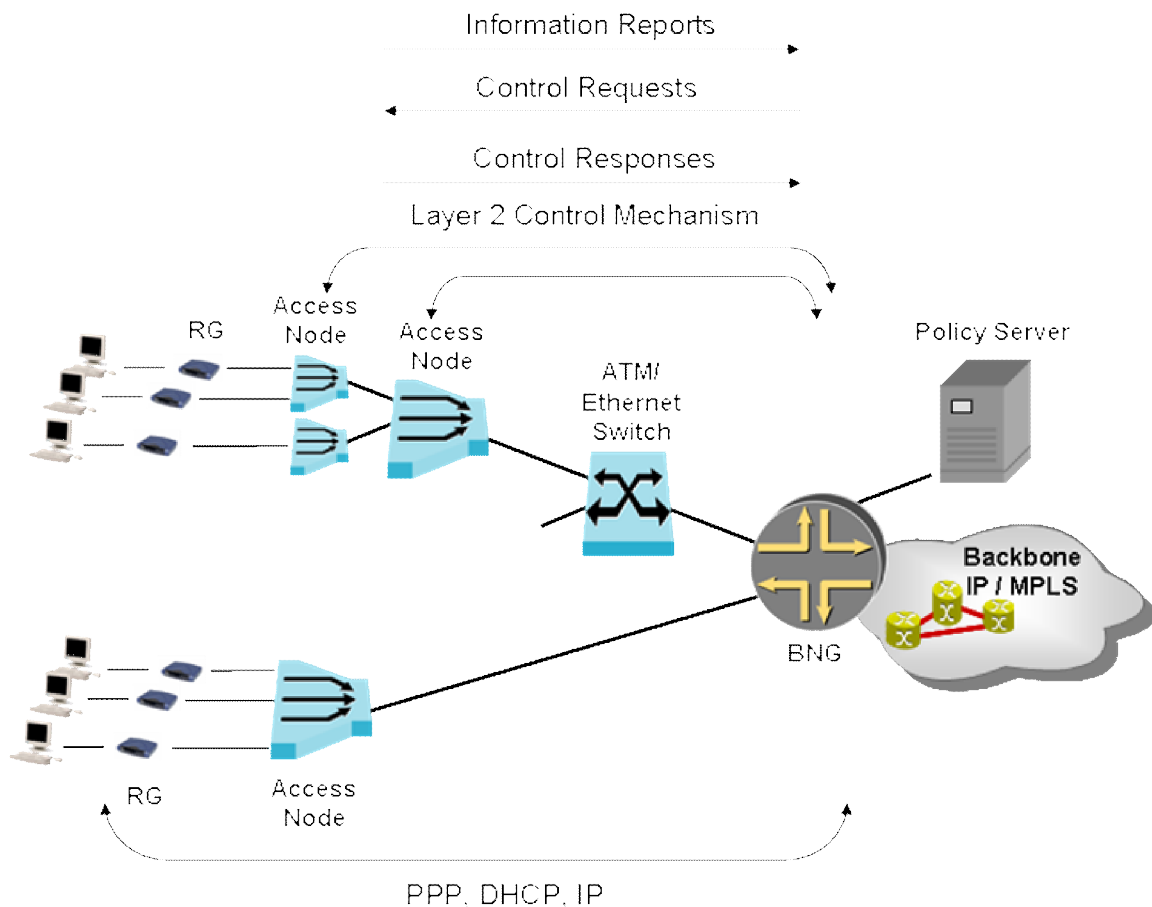 Information Reports
Control Requests
Control Responses
Layer 2 Control Mechanism
Access
Node
RG
Access
Node
Policy Server
ATM/
Ethernet
Switch
Backbone
IP / MPLS
BNG
RG
Access
Node
PPP, DHCP, IP